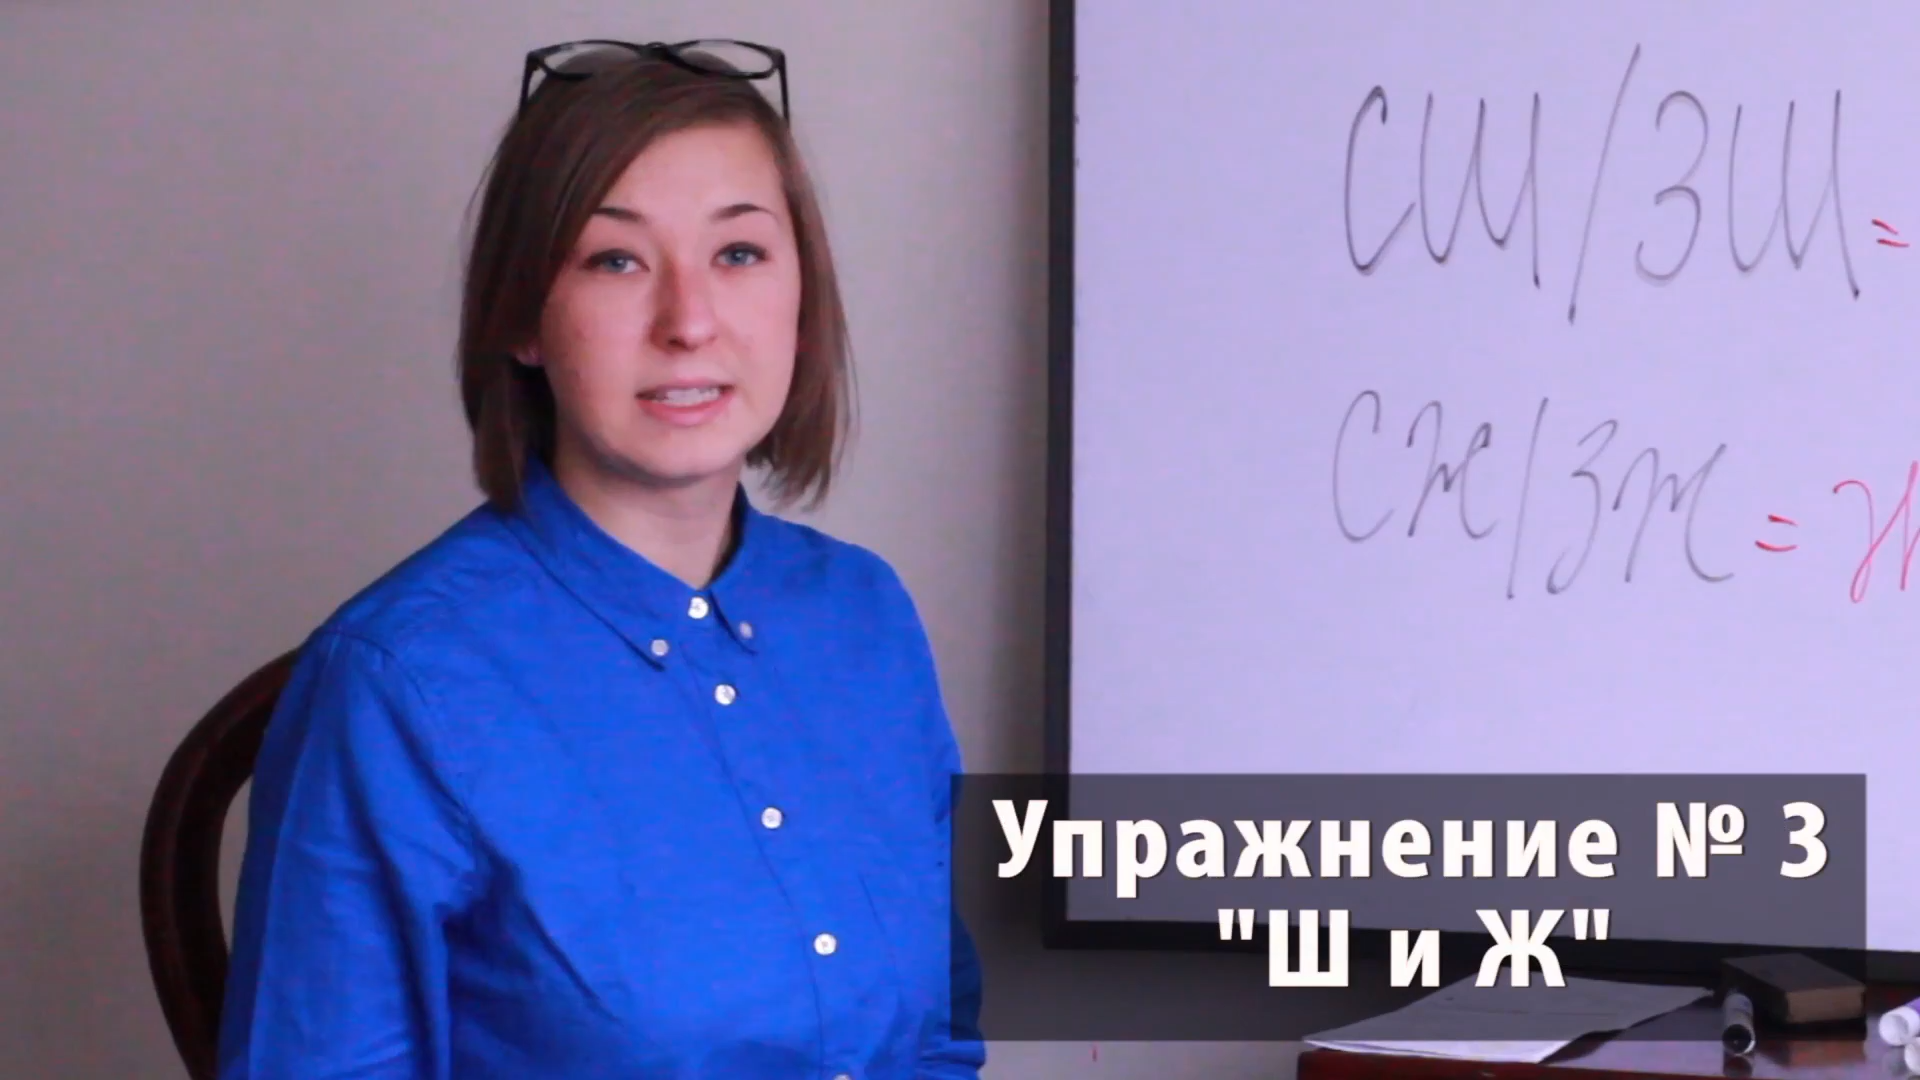 СШ/ЗШ =
СЖ/ЗЖ = Ж
Упражнение № 3
"Ш и Ж"